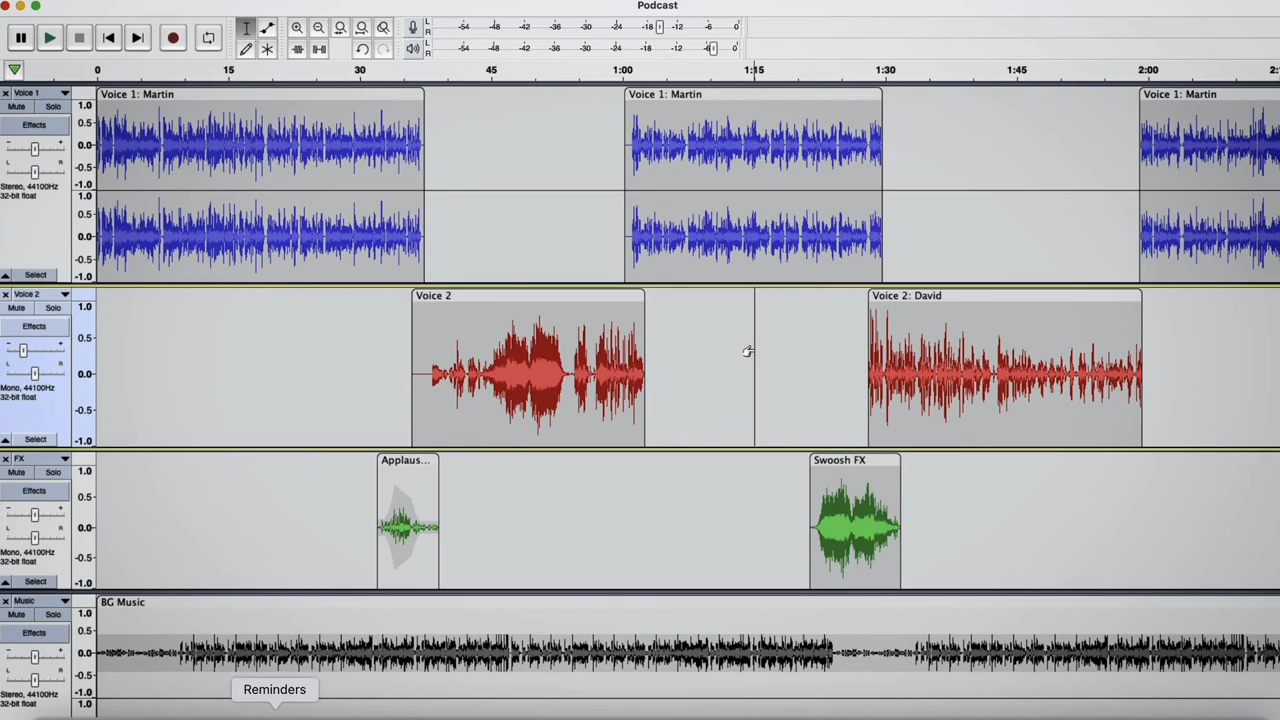 Podcast
L
R
-54 -48 -42 -36 -30 -24 -18 -12 -6 0
L
R
-54 -48 -42 -36 -30 -24 -18 -12 -6 0
0 15 30 45 1:00 1:15 1:30 1:45 2:00
Voice 1
Mute Solo
Effects
- +
L R
Stereo, 44100Hz
32-bit float
Select
1.0
0.5
0.0
-0.5
-1.0
1.0
0.5
0.0
-0.5
-1.0
Voice 1: Martin
Voice 1: Martin
Voice 1: Martin
Voice 2
Mute Solo
Effects
- +
L R
Mono, 44100Hz
32-bit float
Select
1.0
0.5
0.0
-0.5
-1.0
Voice 2
Voice 2: David
FX
Mute Solo
Effects
- +
L R
Mono, 44100Hz
32-bit float
Select
1.0
0.5
0.0
-0.5
-1.0
Applaus...
Swoosh FX
Music
Mute Solo
Effects
- +
L R
Stereo, 44100Hz
32-bit float
1.0
0.5
0.0
-0.5
-1.0
1.0
BG Music
Reminders